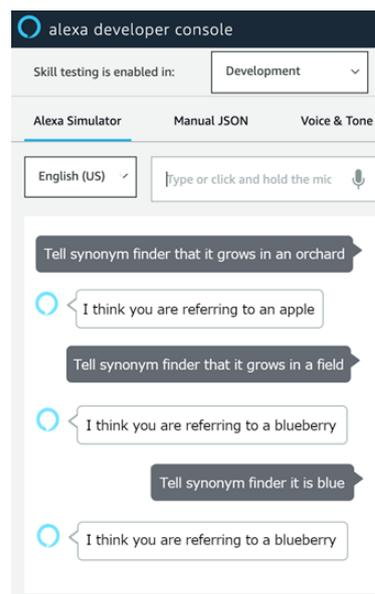 alexa developer console
Skill testing is enabled in:
Development
Alexa Simulator
Manual JSON
Voice & Tone
English (US)
Type or click and hold the mic
Tell synonym finder that it grows in an orchard
I think you are referring to an apple
Tell synonym finder that it grows in a field
I think you are referring to a blueberry
Tell synonym finder it is blue
I think you are referring to a blueberry